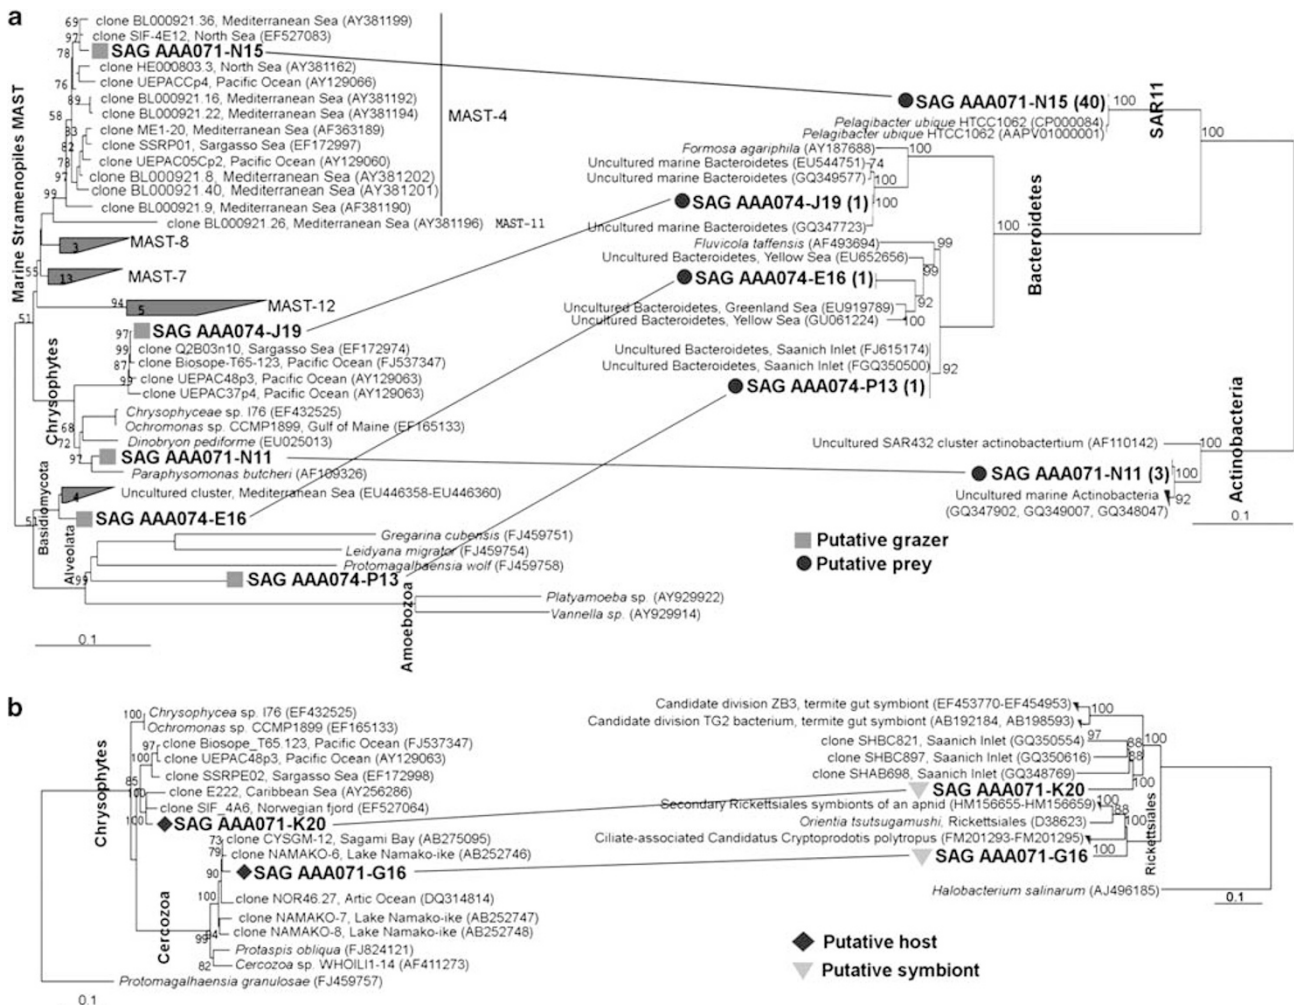 a
69
clone BL000921.36, Mediterranean Sea (AY381199)
97
clone SIF-4E12, North Sea (EF527083)
78
SAG AAA071-N15
clone HE000803.3, North Sea (AY381162)
76
clone UEPACCp4, Pacific Ocean (AY129066)
89
clone BL000921.16, Mediterranean Sea (AY381192)
58
clone BL000921.22, Mediterranean Sea (AY381194)
MAST-4
clone ME1-20, Mediterranean Sea (AF363189)
82
clone SSRP01, Sargasso Sea (EF172997)
78
clone UEPAC05Cp2, Pacific Ocean (AY129060)
97
clone BL000921.8, Mediterranean Sea (AY381202)
99
clone BL000921.40, Mediterranean Sea (AY381201)
clone BL000921.9, Mediterranean Sea (AF381190)
clone BL000921.26, Mediterranean Sea (AY381196) MAST-11
3 MAST-8
55
13 MAST-7
94 5 MAST-12
51
Marine Stramenopiles MAST
97
SAG AAA074-J19
99
clone Q2B03n10, Sargasso Sea (EF172974)
87
clone Biosope-T65-123, Pacific Ocean (FJ537347)
99
clone UEPAC48p3, Pacific Ocean (AY129063)
clone UEPAC37p4, Pacific Ocean (AY129063)
Chrysophytes
Chrysophyceae sp. I76 (EF432525)
68
Ochromonas sp. CCMP1899, Gulf of Maine (EF165133)
72
Dinobryon pediforme (EU025013)
97
SAG AAA071-N11
Paraphysomonas butcheri (AF109326)
4
Uncultured cluster, Mediterranean Sea (EU446358-EU446360)
51
SAG AAA074-E16
Basidiomycota
Gregarina cubensis (FJ459751)
Leidyana migrator (FJ459754)
Protomagalhaensia wolf (FJ459758)
99
SAG AAA074-P13
Alveolata
Platyamoeba sp. (AY929922)
Vannella sp. (AY929914)
Amoebozoa
0.1
SAG AAA071-N15 (40)
100
SAR11
Pelagibacter ubique HTCC1062 (CP000084)
Pelagibacter ubique HTCC1062 (AAPV01000001)
100
Formosa agariphila (AY187688)
100
Uncultured marine Bacteroidetes (EU544751)
74
Uncultured marine Bacteroidetes (GQ349577)
100
SAG AAA074-J19 (1)
100
Uncultured marine Bacteroidetes (GQ347723)
100
Bacteroidetes
Fluvicola taffensis (AF493694)
99
Uncultured Bacteroidetes, Yellow Sea (EU652656)
99
SAG AAA074-E16 (1)
92
Uncultured Bacteroidetes, Greenland Sea (EU919789)
Uncultured Bacteroidetes, Yellow Sea (GU061224)
100
Uncultured Bacteroidetes, Saanich Inlet (FJ615174)
Uncultured Bacteroidetes, Saanich Inlet (FGQ350500)
92
SAG AAA074-P13 (1)
Uncultured SAR432 cluster actinobactertium (AF110142)
100
SAG AAA071-N11 (3)
100
Uncultured marine Actinobacteria
92
(GQ347902, GQ349007, GQ348047)
Actinobacteria
0.1
Putative grazer
Putative prey
b
100
Chrysophycea sp. I76 (EF432525)
Ochromonas sp. CCMP1899 (EF165133)
97
clone Biosope_T65.123, Pacific Ocean (FJ537347)
100
clone UEPAC48p3, Pacific Ocean (AY129063)
85
clone SSRPE02, Sargasso Sea (EF172998)
100
clone E222, Caribbean Sea (AY256286)
clone SIF_4A6, Norwegian fjord (EF527064)
100
SAG AAA071-K20
Chrysophytes
73
clone CYSGM-12, Sagami Bay (AB275095)
79
clone NAMAKO-6, Lake Namako-ike (AB252746)
90
SAG AAA071-G16
100
clone NOR46.27, Artic Ocean (DQ314814)
clone NAMAKO-7, Lake Namako-ike (AB252747)
94
clone NAMAKO-8, Lake Namako-ike (AB252748)
99
Protaspis obliqua (FJ824121)
82
Cercozoa sp. WHOILI1-14 (AF411273)
Cercozoa
Protomagalhaensia granulosae (FJ459757)
0.1
Candidate division ZB3, termite gut symbiont (EF453770-EF454953)
100
Candidate division TG2 bacterium, termite gut symbiont (AB192184, AB198593)
clone SHBC821, Saanich Inlet (GQ350554)
97
88
100
clone SHBC897, Saanich Inlet (GQ350616)
88
clone SHAB698, Saanich Inlet (GQ348769)
100
SAG AAA071-K20
Secondary Rickettsiales symbionts of an aphid (HM156655-HM156659)
100
88
Orientia tsutsugamushi, Rickettsiales (D38623)
100
Ciliate-associated Candidatus Cryptoprodotis polytropus (FM201293-FM201295)
100
SAG AAA071-G16
Rickettsiales
Halobacterium salinarum (AJ496185)
0.1
Putative host
Putative symbiont